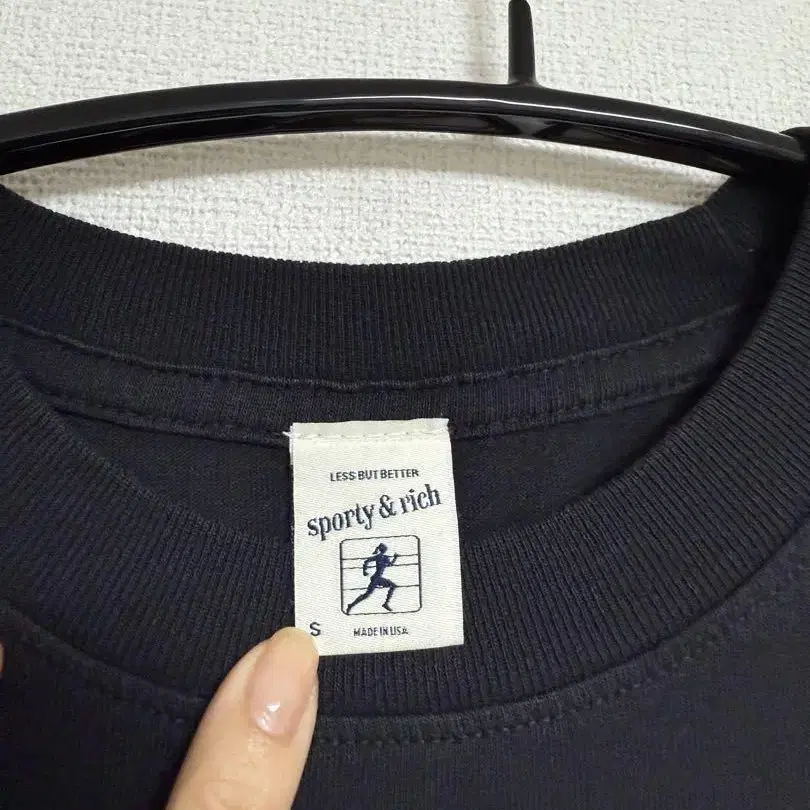 LESS BUT BETTER
sporty & rich
S MADE IN USA